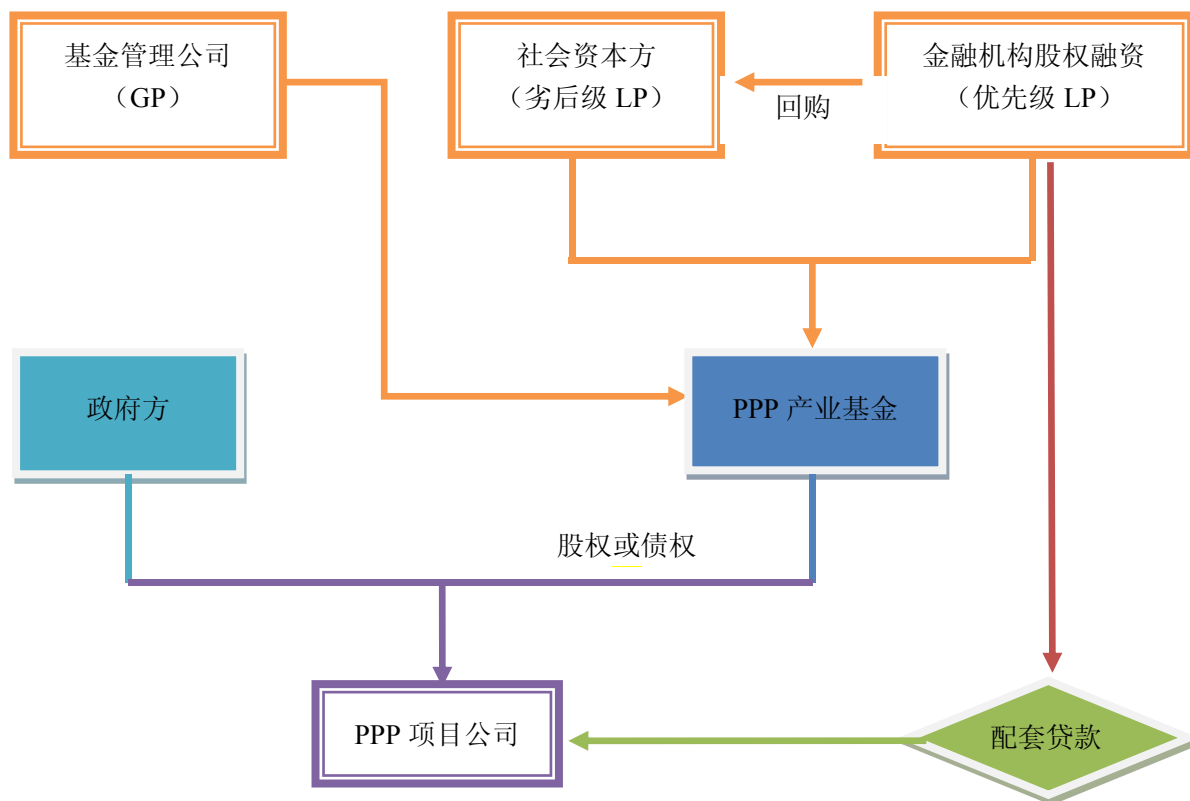 基金管理公司
（GP）
社会资本方
（劣后级 LP）
回购
金融机构股权融资
（优先级 LP）
政府方
PPP 产业基金
股权或债权
PPP 项目公司
配套贷款